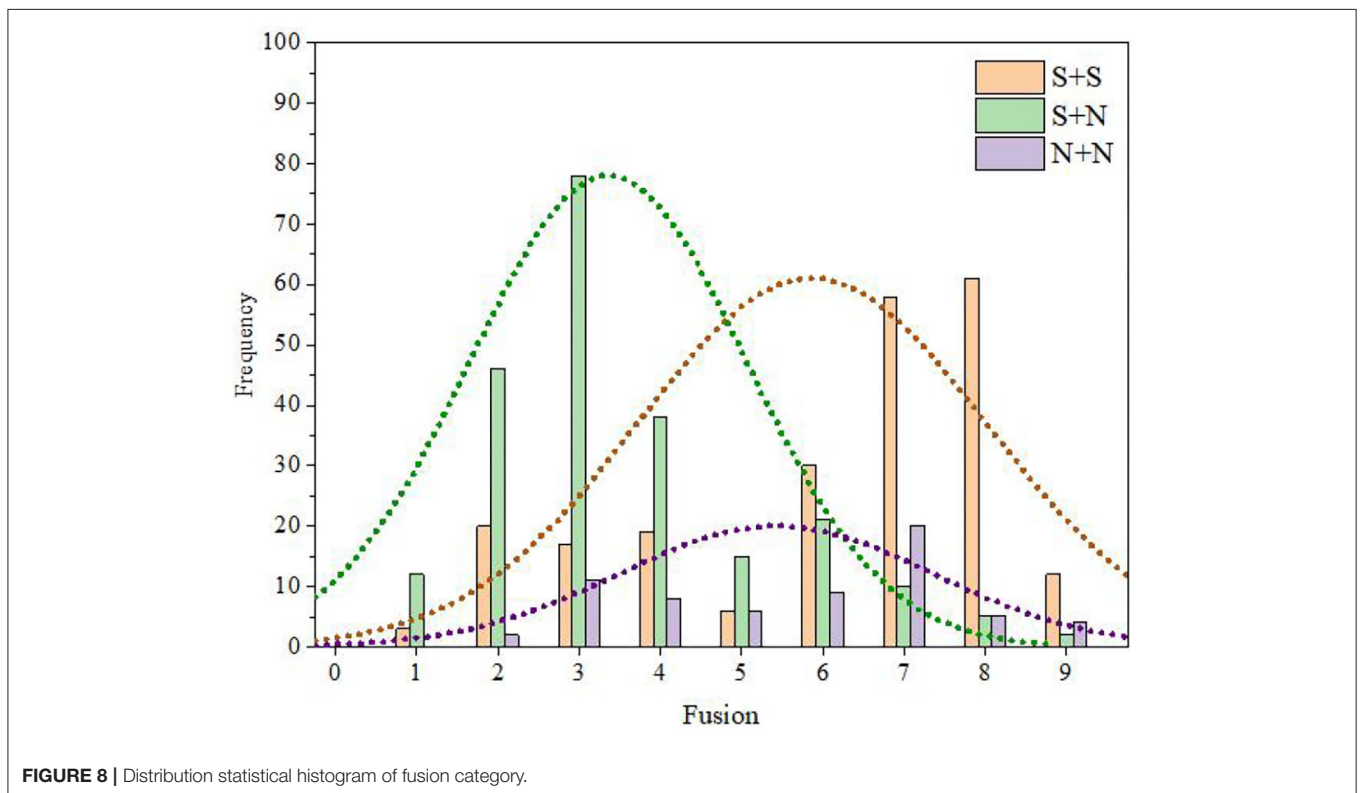 100
90
80
70
60
50
40
30
20
10
0
Frequency
S+S
S+N
N+N
0 1 2 3 4 5 6 7 8 9
Fusion
FIGURE 8 | Distribution statistical histogram of fusion category.